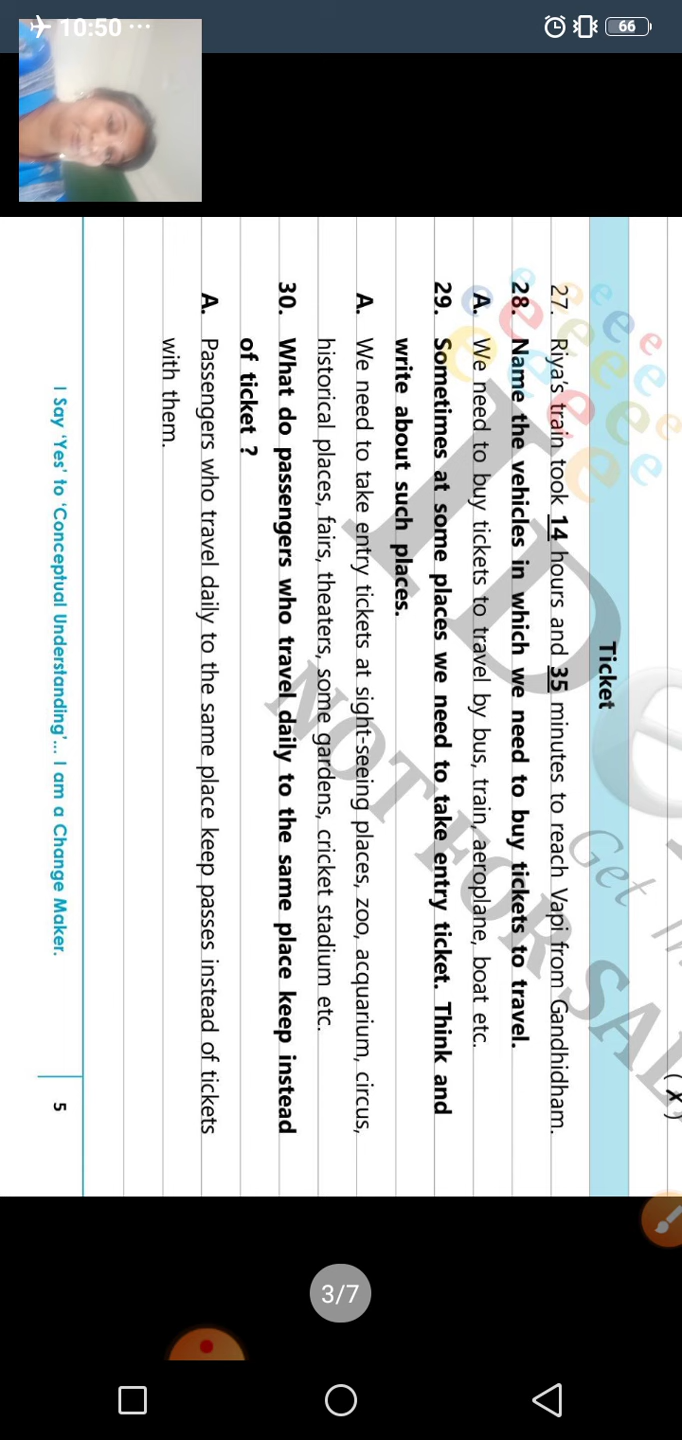 10:50 ...
66
( X )
Ticket
27. Riya's train took 14 hours and 35 minutes to reach Vapi from Gandhidham.
28. Name the vehicles in which we need to buy tickets to travel.
A. We need to buy tickets to travel by bus, train, aeroplane, boat etc.
29. Sometimes at some places we need to take entry ticket. Think and
write about such places.
A. We need to take entry tickets at sight-seeing places, zoo, acquarium, circus,
historical places, fairs, theaters, some gardens, cricket stadium etc.
30. What do passengers who travel daily to the same place keep instead
of ticket ?
A. Passengers who travel daily to the same place keep passes instead of tickets
with them.
I Say 'Yes' to 'Conceptual Understanding'... I am a Change Maker.
5
NOT FOR SAL
Get
3/7